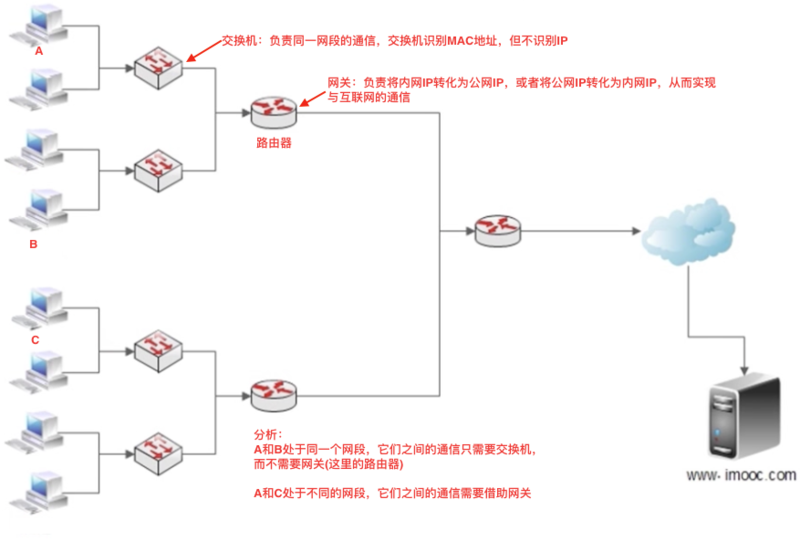 A
交换机：负责同一网段的通信，交换机识别MAC地址，但不识别IP
网关：负责将内网IP转化为公网IP，或者将公网IP转化为内网IP，从而实现
与互联网的通信
路由器
B
C
分析：
A和B处于同一个网段，它们之间的通信只需要交换机，
而不需要网关(这里的路由器)
A和C处于不同的网段，它们之间的通信需要借助网关
www- imooc.com